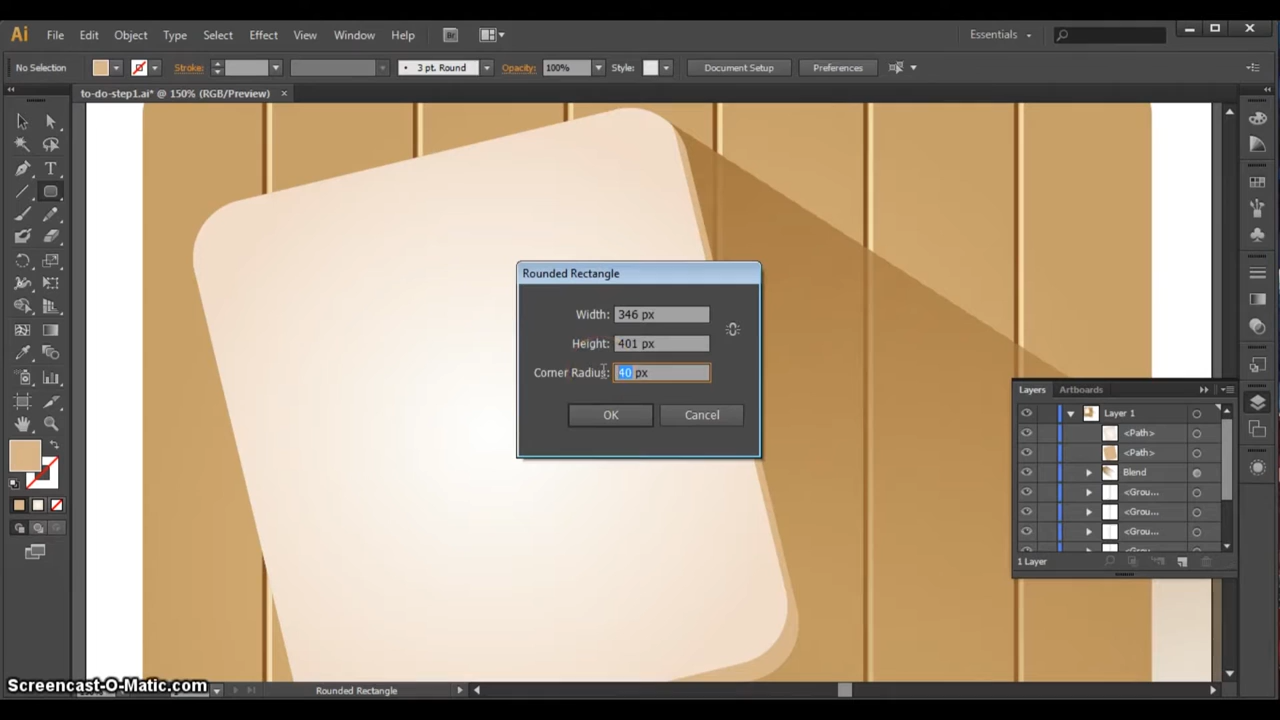 Ai File Edit Object Type Select Effect View Window Help Br Essentials
No Selection Stroke: 3 pt. Round Opacity: 100% Style: Document Setup Preferences
to-do-step1.ai* @ 150% (RGB/Preview)
Rounded Rectangle
Width: 346 px
Height: 401 px
Corner Radius: 40 px
OK Cancel
Layers Artboards
Layer 1
<Path>
<Path>
Blend
<Grou...
<Grou...
<Grou...
<Grou...
1 Layer
Screencast-O-Matic.com
Rounded Rectangle